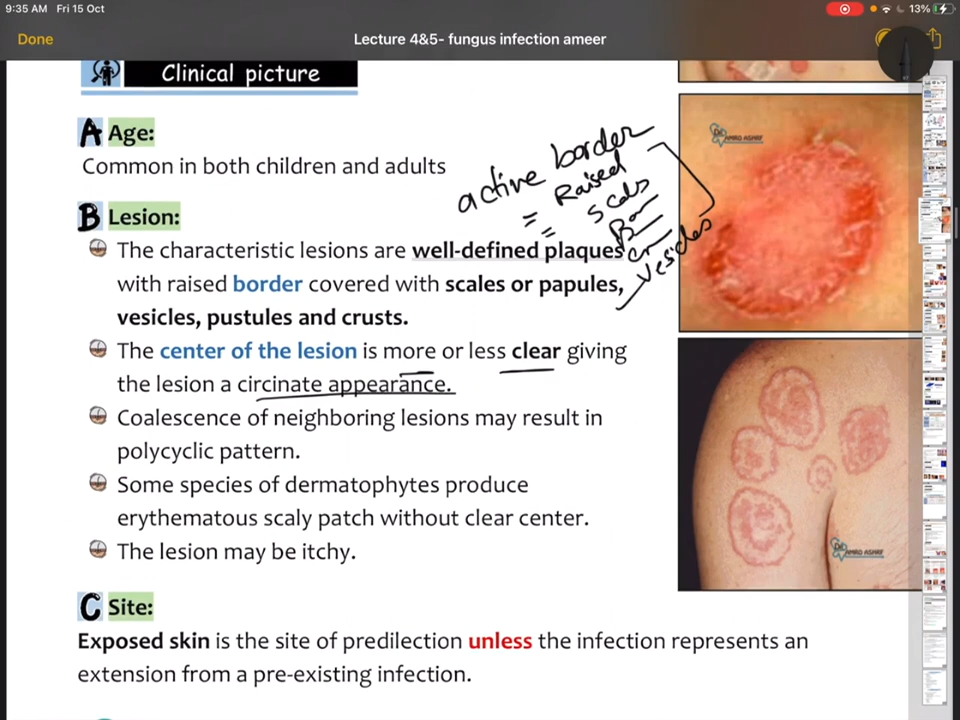 9:35 AM Fri 15 Oct
13%
Done
Lecture 4&5- fungus infection ameer
Clinical picture
A Age:
Common in both children and adults
active border
= Raised
= scales
vesicles
B Lesion:
The characteristic lesions are well-defined plaques
with raised border covered with scales or papules,
vesicles, pustules and crusts.
The center of the lesion is more or less clear giving
the lesion a circinate appearance.
Coalescence of neighboring lesions may result in
polycyclic pattern.
Some species of dermatophytes produce
erythematous scaly patch without clear center.
The lesion may be itchy.
C Site:
Exposed skin is the site of predilection unless the infection represents an
extension from a pre-existing infection.
DR AMRO ASHRF
DR AMRO ASHRF